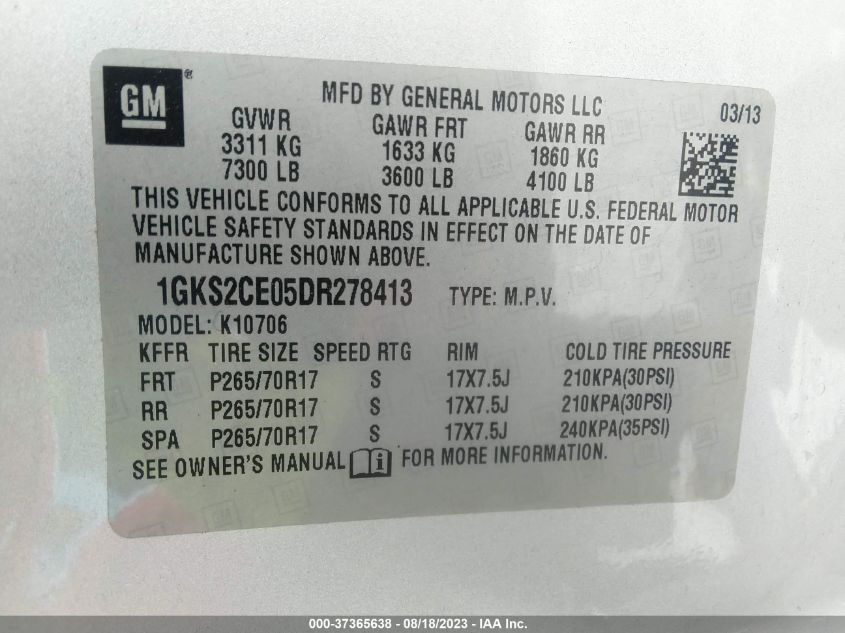 GM ®
MFD BY GENERAL MOTORS LLC 03/13
GVWR GAWR FRT GAWR RR
3311 KG 1633 KG 1860 KG
7300 LB 3600 LB 4100 LB
THIS VEHICLE CONFORMS TO ALL APPLICABLE U.S. FEDERAL MOTOR
VEHICLE SAFETY STANDARDS IN EFFECT ON THE DATE OF
MANUFACTURE SHOWN ABOVE.
1GKS2CE05DR278413 TYPE: M.P.V.
MODEL: K10706
KFFR TIRE SIZE SPEED RTG RIM COLD TIRE PRESSURE
FRT P265/70R17 S 17X7.5J 210KPA(30PSI)
RR P265/70R17 S 17X7.5J 210KPA(30PSI)
SPA P265/70R17 S 17X7.5J 240KPA(35PSI)
SEE OWNER'S MANUAL i FOR MORE INFORMATION.
000-37365638 - 08/18/2023 - IAA Inc.